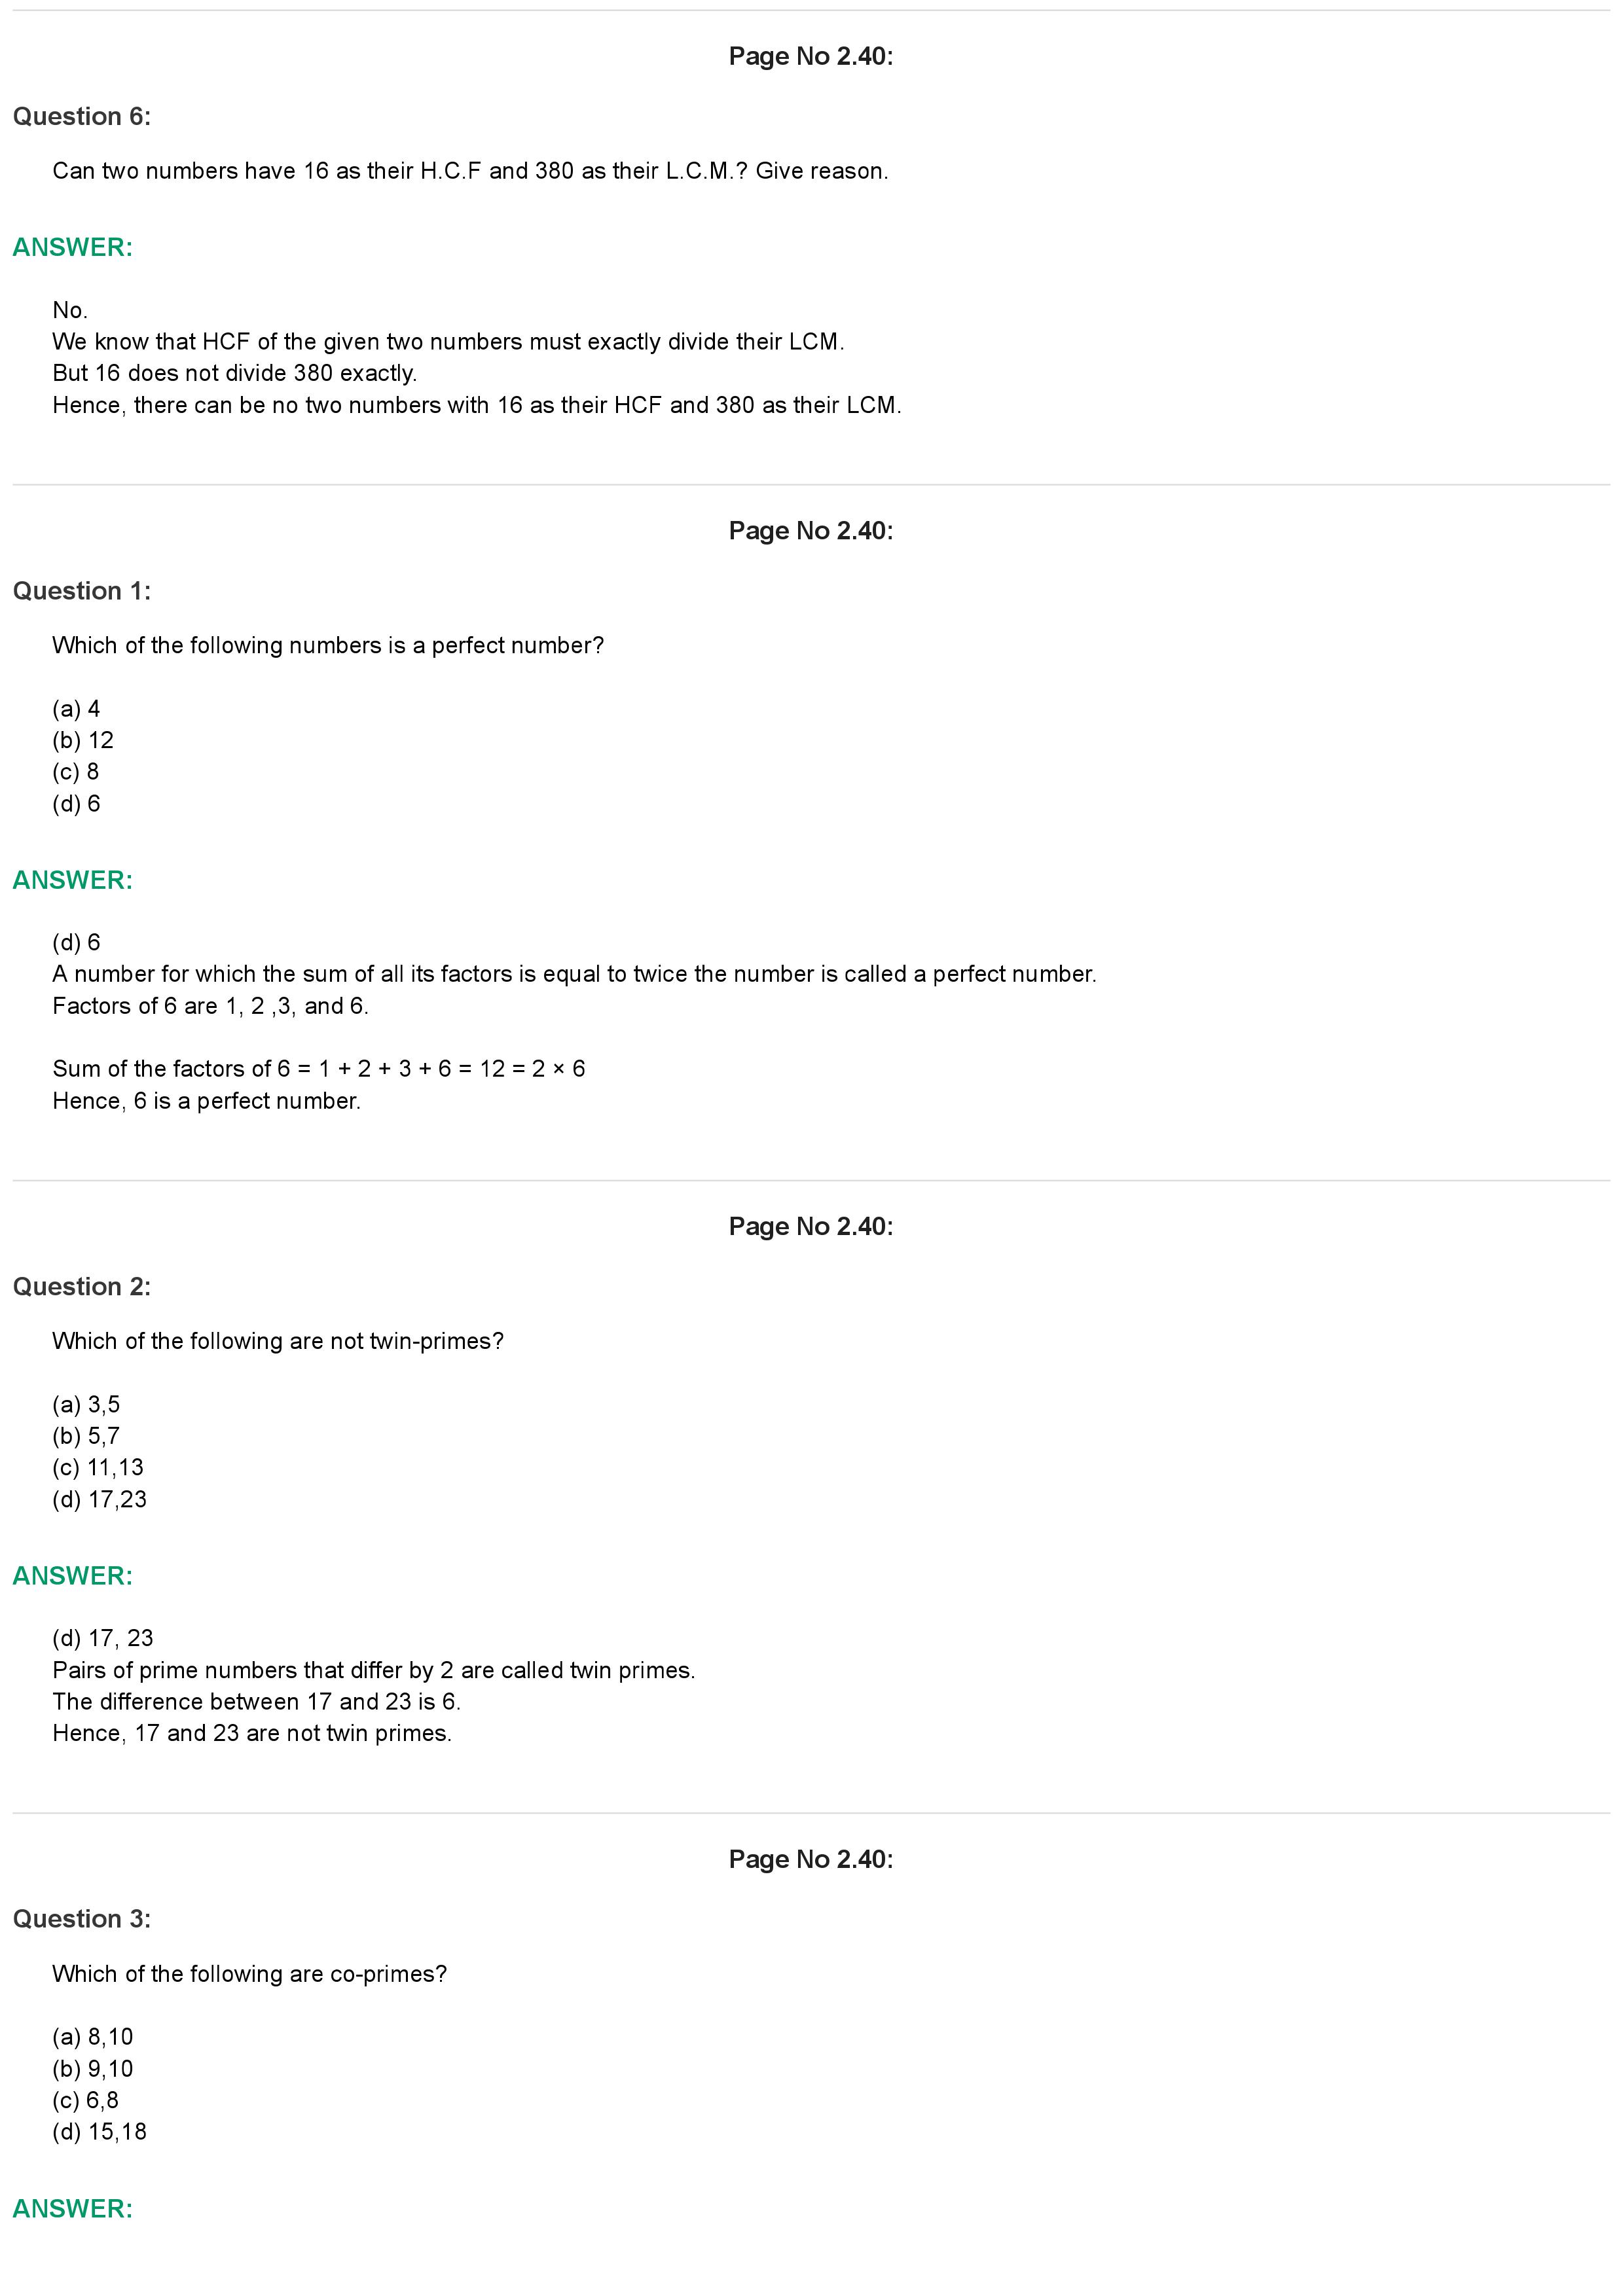 Page No 2.40:
Question 6:
Can two numbers have 16 as their H.C.F and 380 as their L.C.M.? Give reason.
ANSWER:
No.
We know that HCF of the given two numbers must exactly divide their LCM.
But 16 does not divide 380 exactly.
Hence, there can be no two numbers with 16 as their HCF and 380 as their LCM.
Page No 2.40:
Question 1:
Which of the following numbers is a perfect number?
(a) 4
(b) 12
(c) 8
(d) 6
ANSWER:
(d) 6
A number for which the sum of all its factors is equal to twice the number is called a perfect number.
Factors of 6 are 1, 2 ,3, and 6.
Sum of the factors of 6 = 1 + 2 + 3 + 6 = 12 = 2 × 6
Hence, 6 is a perfect number.
Page No 2.40:
Question 2:
Which of the following are not twin-primes?
(a) 3,5
(b) 5,7
(c) 11,13
(d) 17,23
ANSWER:
(d) 17, 23
Pairs of prime numbers that differ by 2 are called twin primes.
The difference between 17 and 23 is 6.
Hence, 17 and 23 are not twin primes.
Page No 2.40:
Question 3:
Which of the following are co-primes?
(a) 8,10
(b) 9,10
(c) 6,8
(d) 15,18
ANSWER: